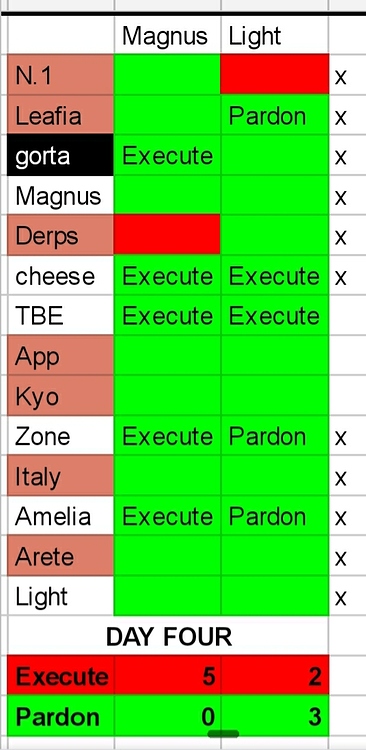 Magnus Light
N.1 x
Leafia Pardon x
gorta Execute x
Magnus x
Derps x
cheese Execute Execute x
TBE Execute Execute
App
Kyo
Zone Execute Pardon x
Italy x
Amelia Execute Pardon x
Arete x
Light x
DAY FOUR
Execute 5 2
Pardon 0 3